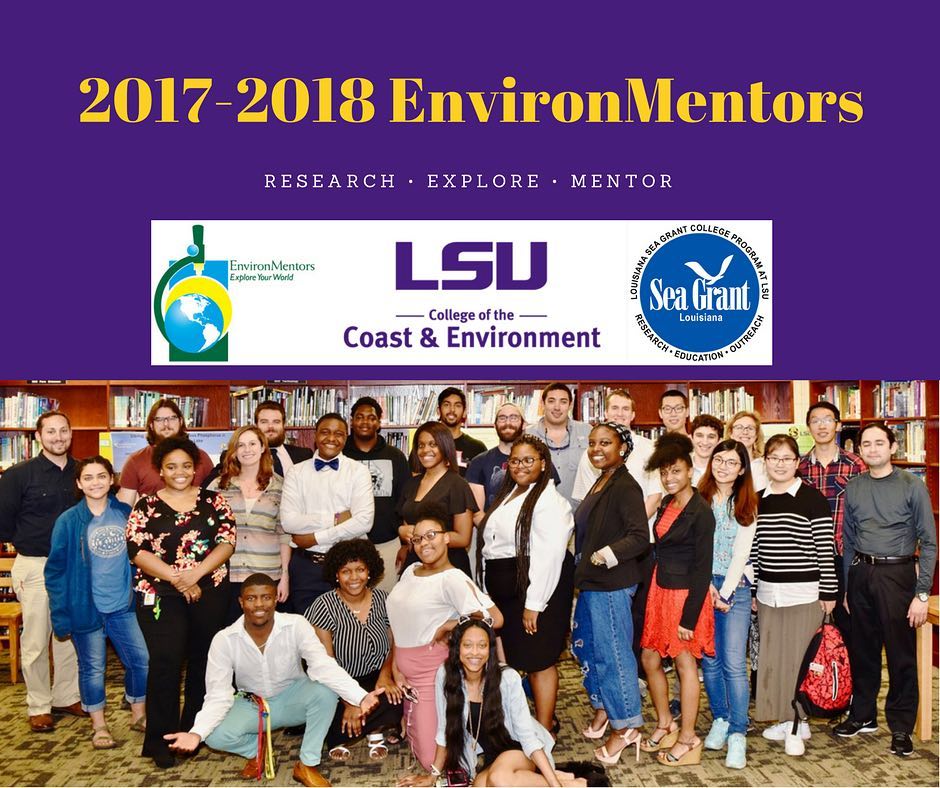 2017-2018 EnvironMentors
RESEARCH · EXPLORE · MENTOR
EnvironMentors
Explore Your World
LSU
College of the
Coast & Environment
LOUISIANA SEA GRANT COLLEGE PROGRAM AT LSU
Sea Grant
Louisiana
RESEARCH • EDUCATION • OUTREACH